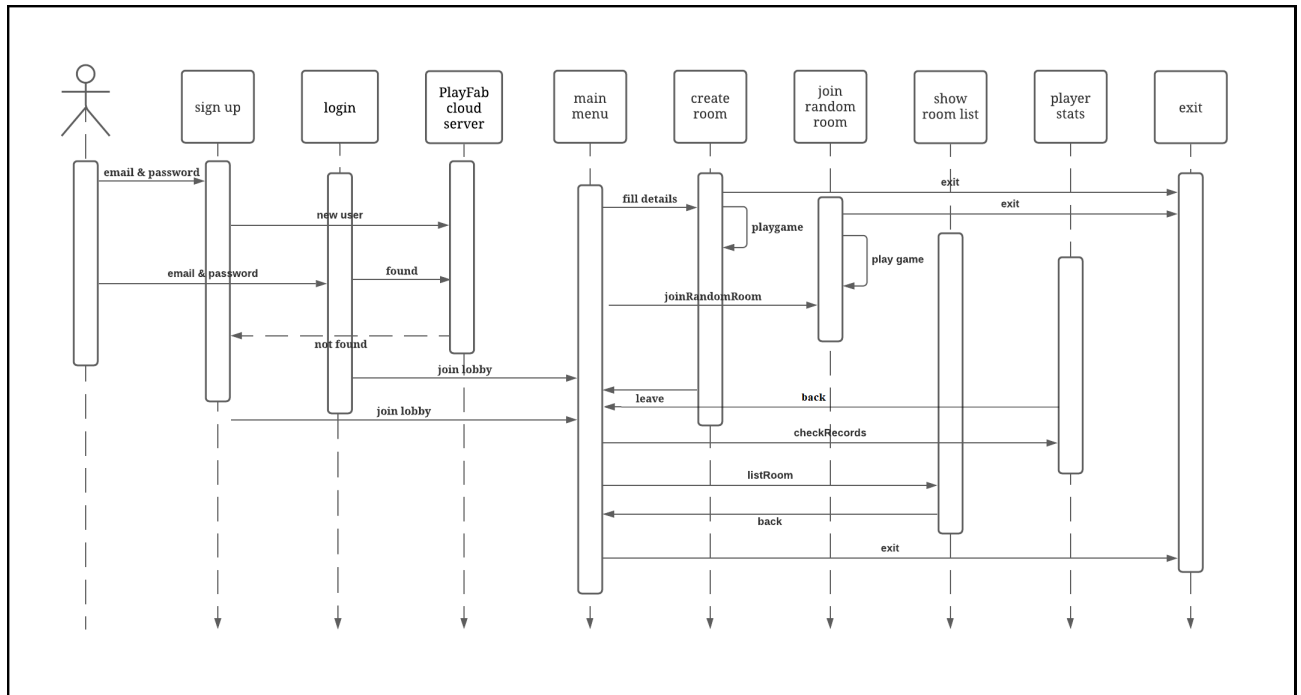 sign up
login
PlayFab
cloud
server
main
menu
create
room
join
random
room
show
room list
player
stats
exit
email & password
exit
fill details
exit
new user
playgame
play game
found
email & password
joinRandomRoom
not found
join lobby
leave
back
join lobby
checkRecords
listRoom
back
exit